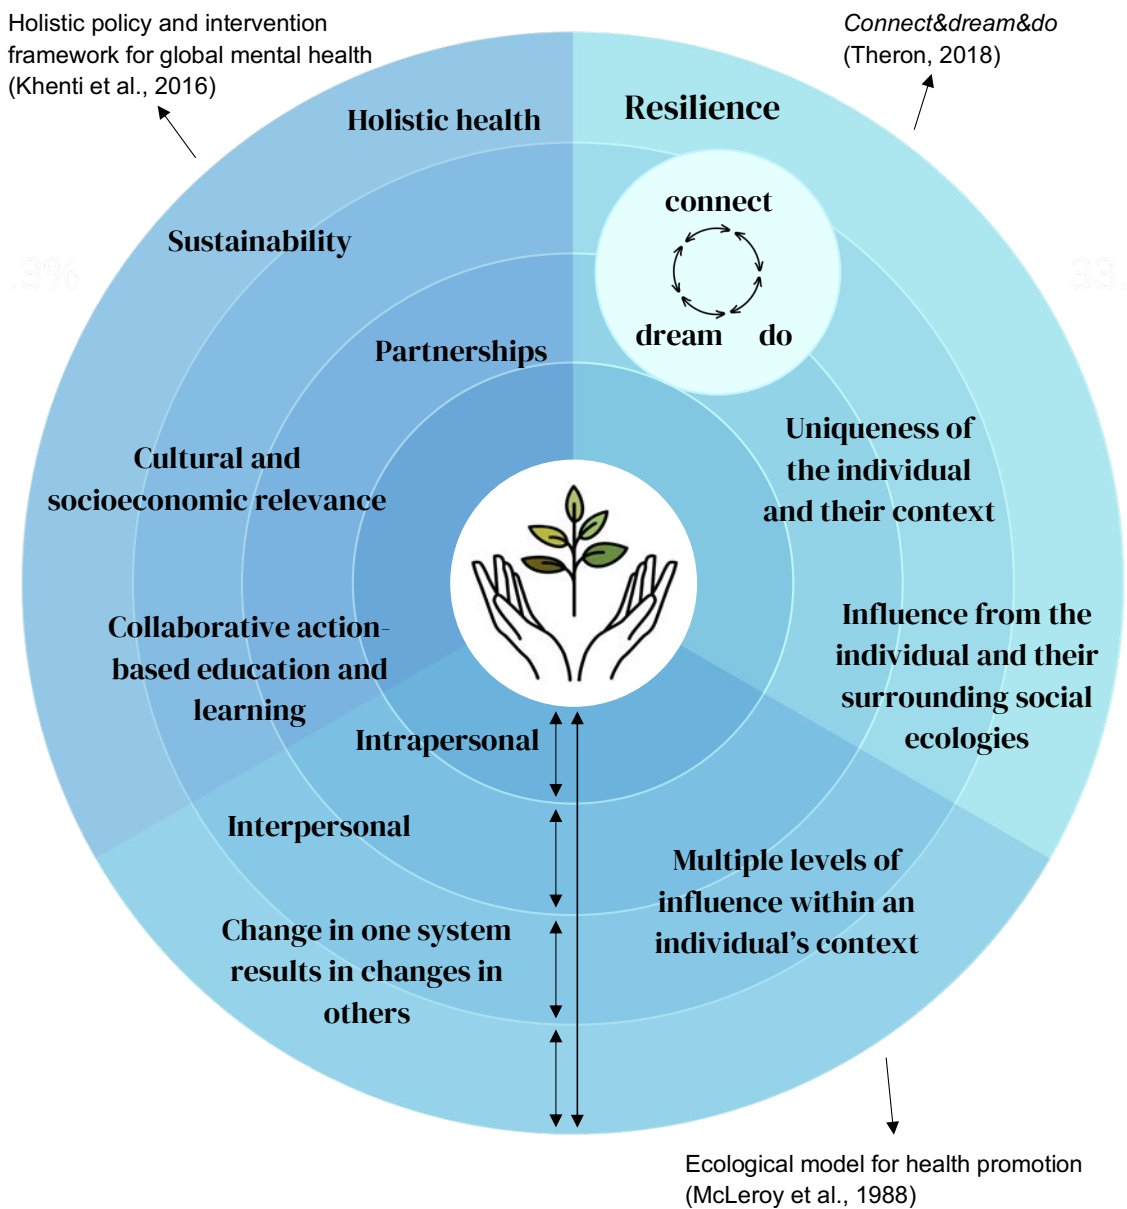 Holistic policy and intervention
framework for global mental health
(Khenti et al., 2016)
Connect&dream&do
(Theron, 2018)
Holistic health
Resilience
connect
dream do
Sustainability
.3%
33.
Partnerships
Cultural and
socioeconomic relevance
Uniqueness of
the individual
and their context
Collaborative action-
based education and
learning
Influence from the
individual and their
surrounding social
ecologies
Intrapersonal
Interpersonal
Change in one system
results in changes in
others
Multiple levels of
influence within an
individual’s context
Ecological model for health promotion
(McLeroy et al., 1988)